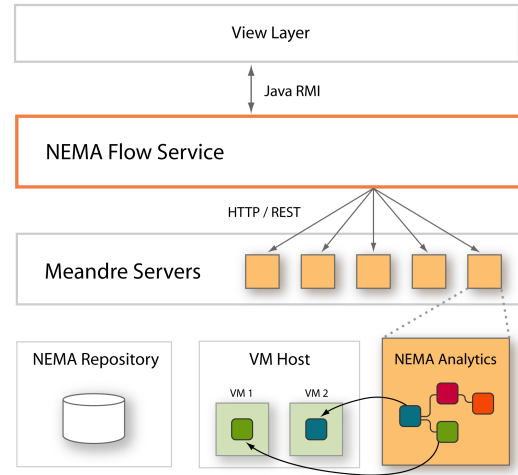 View Layer
Java RMI
NEMA Flow Service
HTTP / REST
Meandre Servers
NEMA Repository
VM Host
NEMA Analytics
VM 1
VM 2